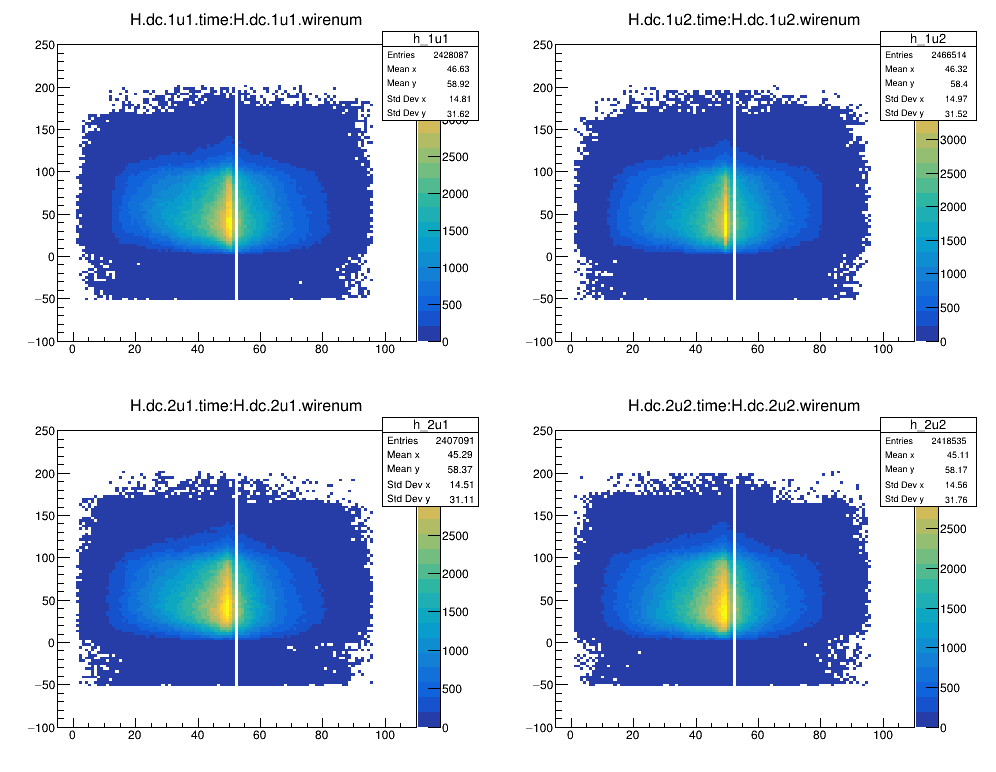 H.dc.1u1.time:H.dc.1u1.wirenum
h_1u1
Entries 2428087
Mean x 46.63
Mean y 58.92
Std Dev x 14.81
Std Dev y 31.62
250
200
150
100
50
0
−50
−100
0 20 40 60 80 100
3000
2500
2000
1500
1000
500
0
H.dc.1u2.time:H.dc.1u2.wirenum
h_1u2
Entries 2466514
Mean x 46.32
Mean y 58.4
Std Dev x 14.97
Std Dev y 31.52
250
200
150
100
50
0
−50
−100
0 20 40 60 80 100
3000
2500
2000
1500
1000
500
0
H.dc.2u1.time:H.dc.2u1.wirenum
h_2u1
Entries 2407091
Mean x 45.29
Mean y 58.37
Std Dev x 14.51
Std Dev y 31.11
250
200
150
100
50
0
−50
−100
0 20 40 60 80 100
2500
2000
1500
1000
500
0
H.dc.2u2.time:H.dc.2u2.wirenum
h_2u2
Entries 2418535
Mean x 45.11
Mean y 58.17
Std Dev x 14.56
Std Dev y 31.76
250
200
150
100
50
0
−50
−100
0 20 40 60 80 100
2500
2000
1500
1000
500
0